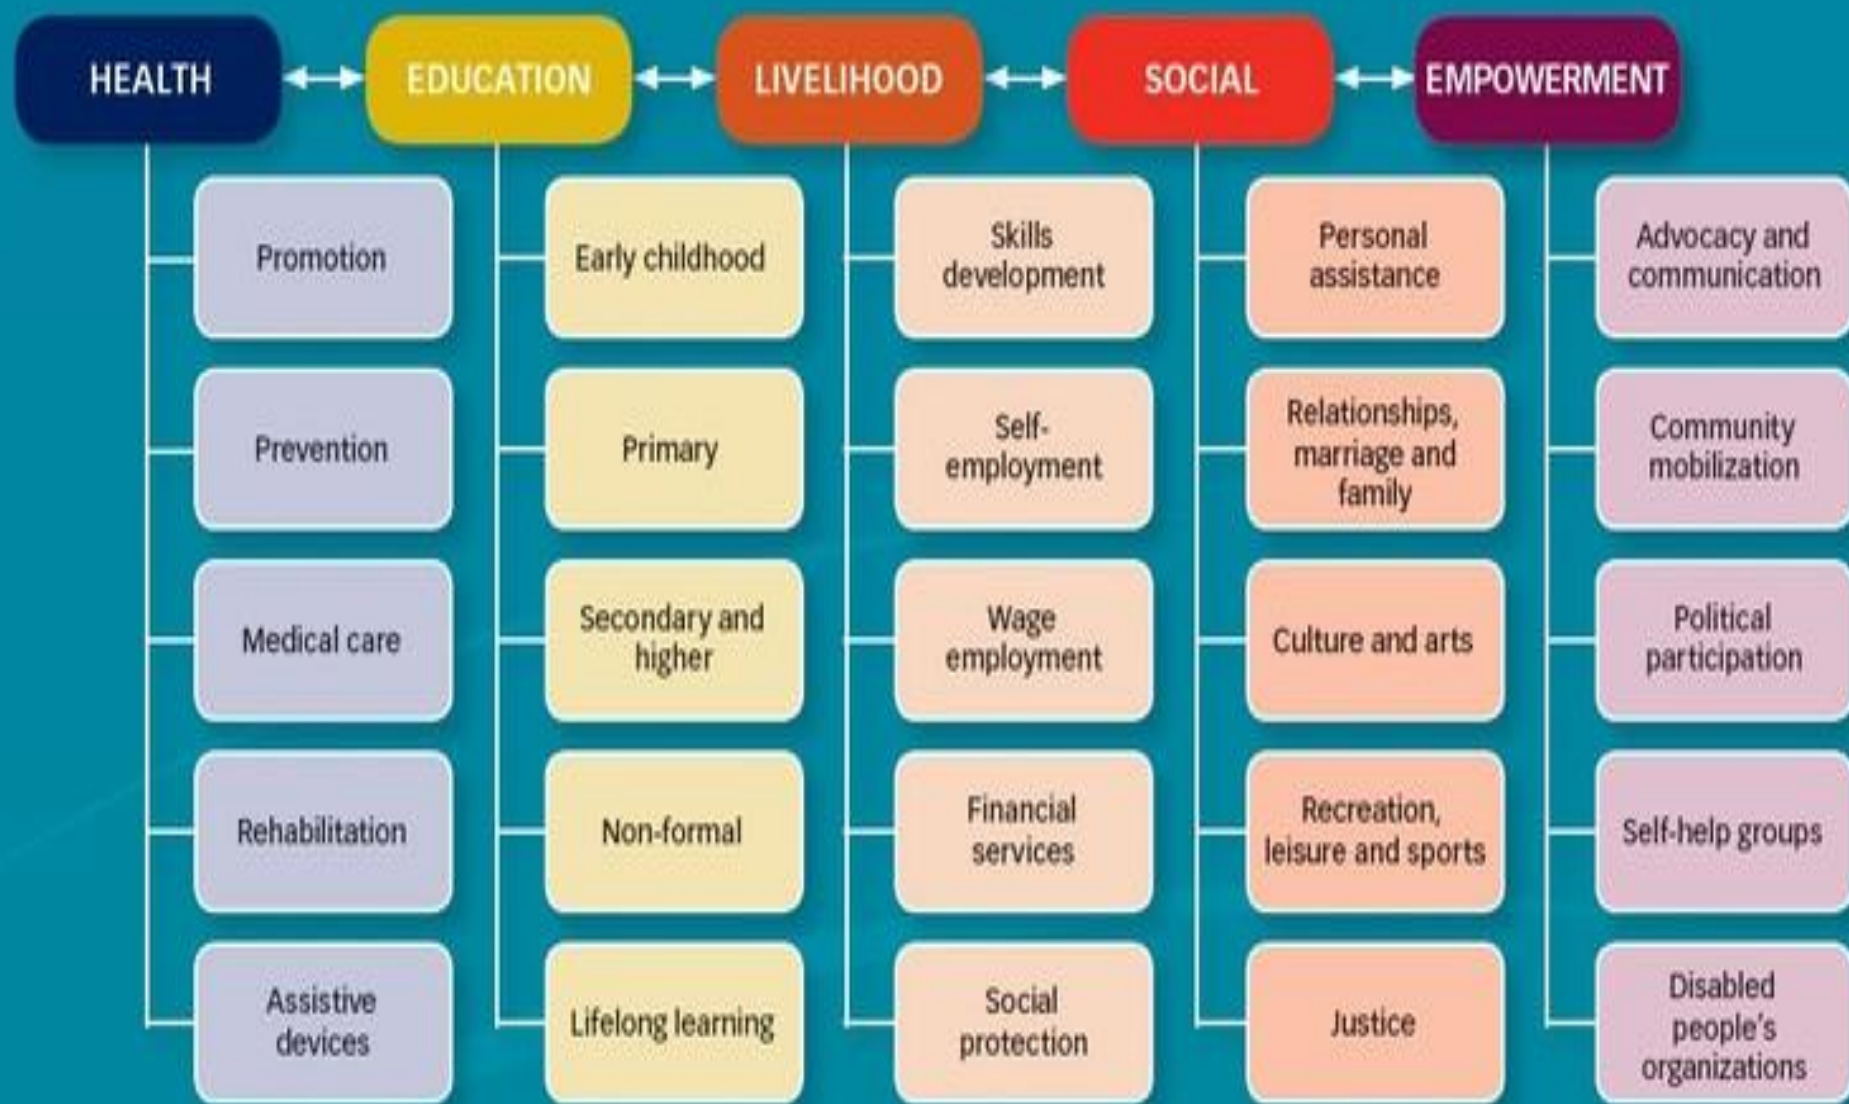 HEALTH
EDUCATION
LIVELIHOOD
SOCIAL
EMPOWERMENT
Promotion
Prevention
Medical care
Rehabilitation
Assistive
devices
Early childhood
Primary
Secondary and
higher
Non-formal
Lifelong learning
Skills
development
Self-
employment
Wage
employment
Financial
services
Social
protection
Personal
assistance
Relationships,
marriage and
family
Culture and arts
Recreation,
leisure and sports
Justice
Advocacy and
communication
Community
mobilization
Political
participation
Self-help groups
Disabled
people's
organizations